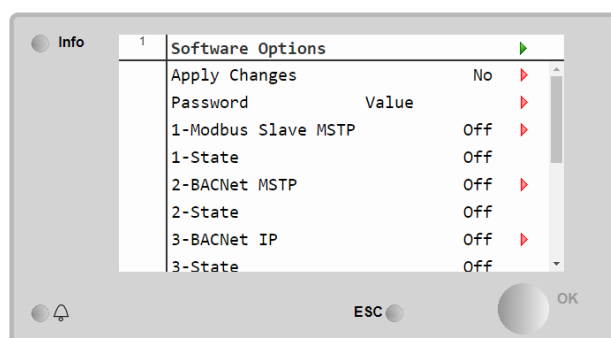 Info
1 Software Options
Apply Changes No
Password Value
1-Modbus Slave MSTP Off
1-State Off
2-BACNet MSTP Off
2-State Off
3-BACNet IP Off
3-State Off
ESC OK